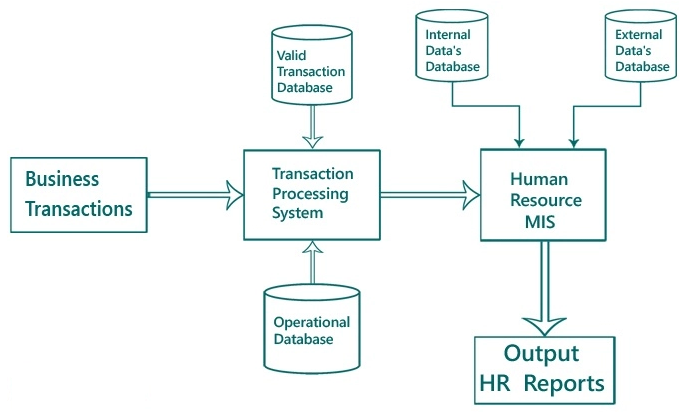 Valid
Transaction
Database
Internal
Data's
Database
External
Data's
Database
Business
Transactions
Transaction
Processing
System
Human
Resource
MIS
Operational
Database
Output
HR Reports